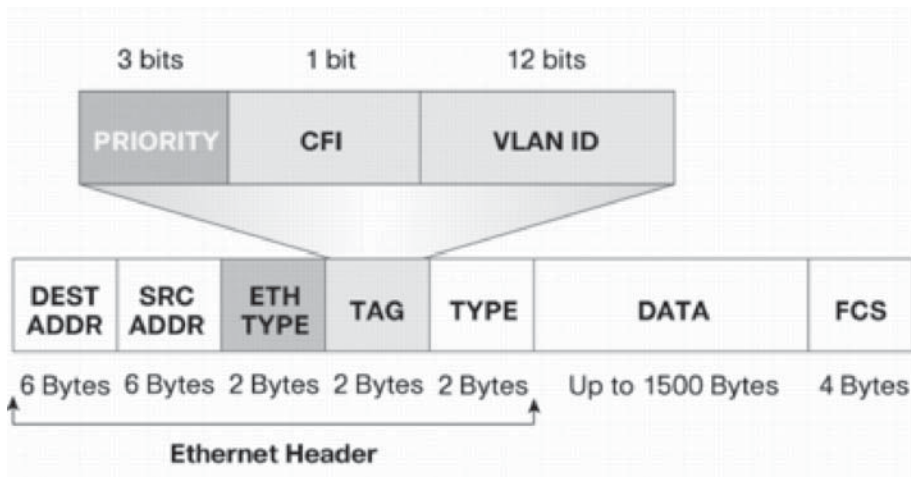 3 bits 1 bit 12 bits
PRIORITY CFI VLAN ID
DEST ADDR SRC ADDR ETH TYPE TAG TYPE DATA FCS
6 Bytes 6 Bytes 2 Bytes 2 Bytes 2 Bytes Up to 1500 Bytes 4 Bytes
Ethernet Header